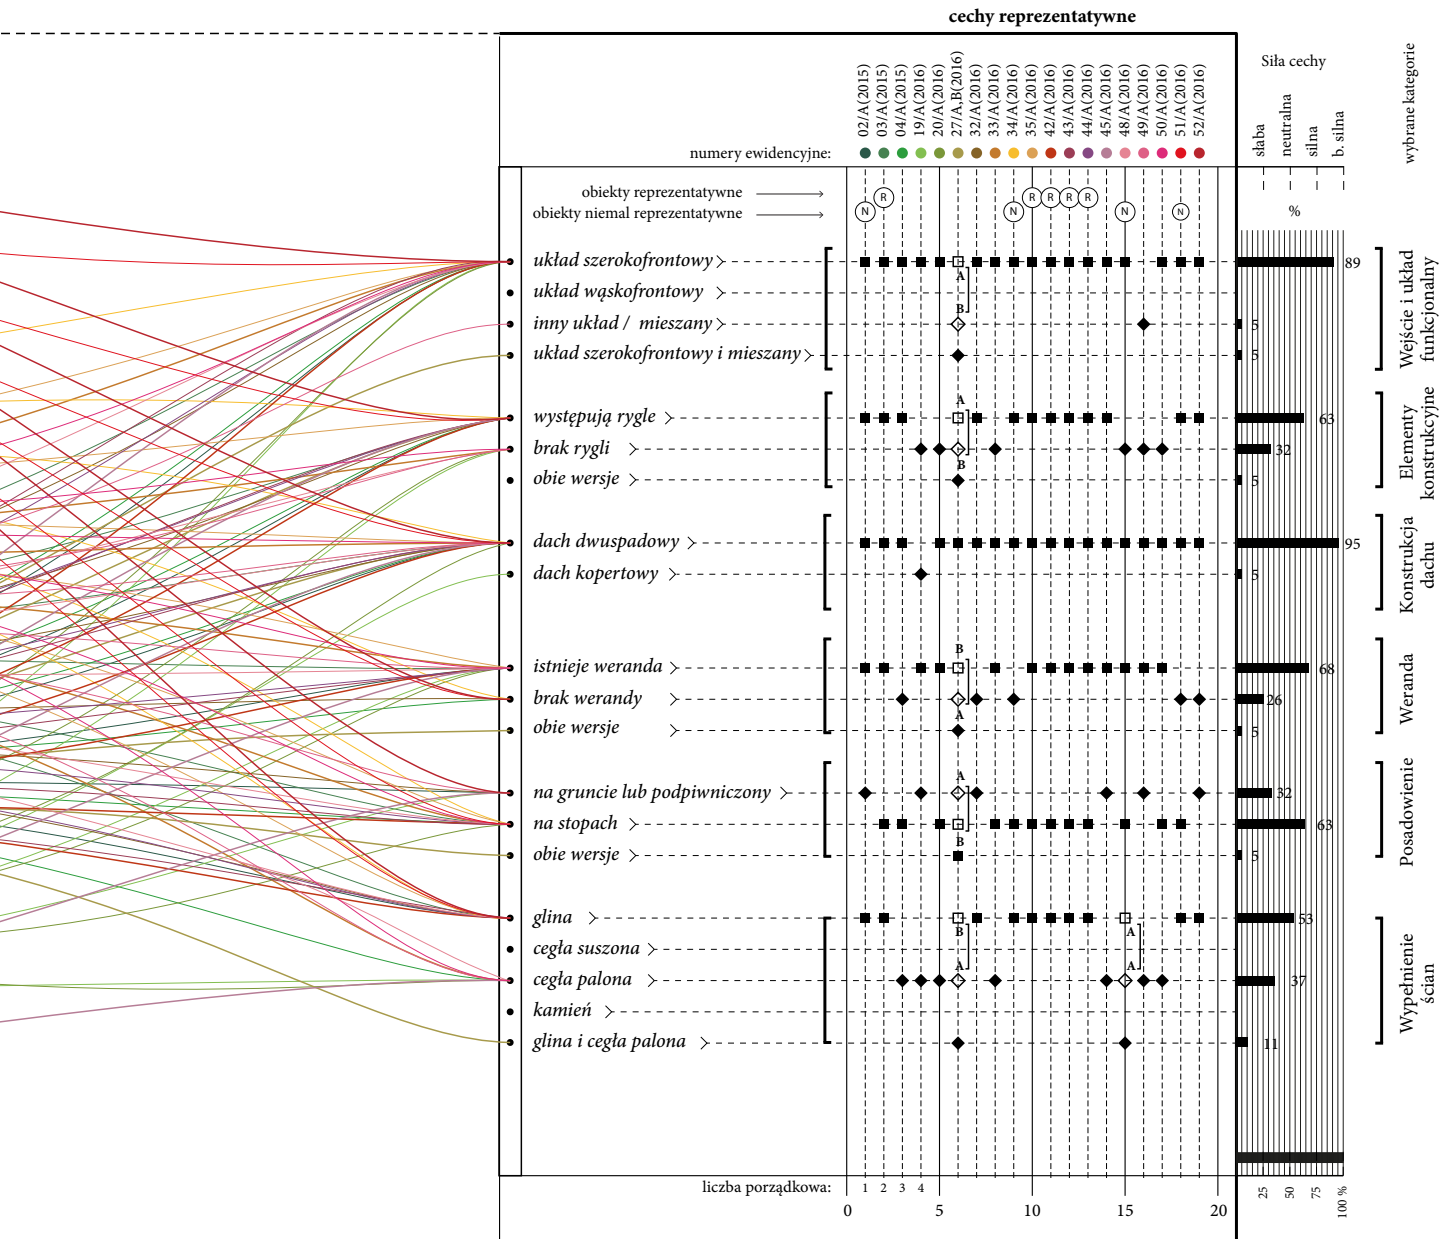 cechy reprezentatywne
02/A(2015)
03/A(2015)
04/A(2015)
19/A(2016)
20/A(2016)
27/A,B(2016)
32/A(2016)
33/A(2016)
34/A(2016)
35/A(2016)
42/A(2016)
43/A(2016)
44/A(2016)
45/A(2016)
48/A(2016)
49/A(2016)
50/A(2016)
51/A(2016)
52/A(2016)
Siła cechy
słaba
neutralna
silna
b. silna
wybrane kategorie
numery ewidencyjne:
obiekty reprezentatywne
R R R R R
obiekty niemal reprezentatywne
N N N N
%
układ szerokofrontowy
89
A
układ wąskofrontowy
B
inny układ / mieszany
5
układ szerokofrontowy i mieszany
5
Wejście i układ
funkcjonalny
A
występują rygle
63
brak rygli
32
B
obie wersje
5
Elementy
konstrukcyjne
dach dwuspadowy
95
dach kopertowy
5
Konstrukcja
dachu
B
istnieje weranda
68
brak werandy
26
A
obie wersje
5
Weranda
A
na gruncie lub podpiwniczony
32
na stopach
63
B
obie wersje
5
Posadowienie
glina
53
B A
cegła suszona
A A
cegła palona
37
kamień
glina i cegła palona
11
Wypełnienie
ścian
liczba porządkowa:
1 2 3 4
0 5 10 15 20
25
50
75
100 %